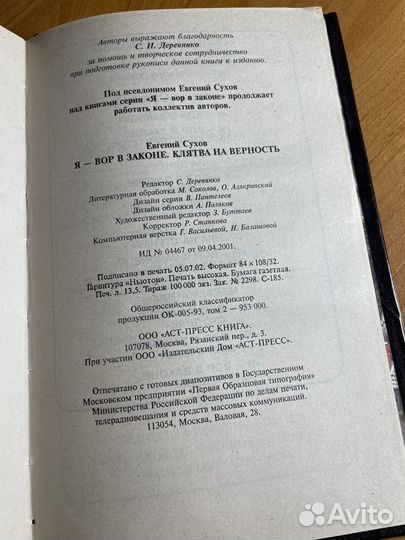 Авторы выражают благодарность
С. Н. Деревянко
за помощь и творческое сотрудничество
при подготовке рукописи данной книги к изданию.
Под псевдонимом Евгений Сухов
над книгами серии «Я — вор в законе» продолжает
работать коллектив авторов.
Евгений Сухов
Я — ВОР В ЗАКОНЕ. КЛЯТВА НА ВЕРНОСТЬ
Редактор С. Деревянко
Литературная обработка М. Соколов, О. Алякринский
Дизайн серии В. Пантелеев
Дизайн обложки А. Поляков
Художественный редактор З. Буттаев
Корректор Р. Станкова
Компьютерная верстка Г. Васильевой, Н. Балашовой
ИД № 04467 от 09.04.2001.
Подписано в печать 05.07.02. Формат 84 × 108/32.
Гарнитура «Ньютон». Печать высокая. Бумага газетная.
Печ. л. 13,5. Тираж 100 000 экз. Зак. № 2298. С-185.
Общероссийский классификатор
продукции ОК-005-93, том 2 — 953 000.
ООО «АСТ-ПРЕСС КНИГА».
107078, Москва, Рязанский пер., д. 3.
При участии ООО «Издательский Дом «АСТ-ПРЕСС».
Отпечатано с готовых диапозитивов в Государственном
Московском предприятии "Первая Образцовая типография"
Министерства Российской Федерации по делам печати,
телерадиовещания и средств массовых коммуникаций.
113054, Москва, Валовая, 28.
Avito